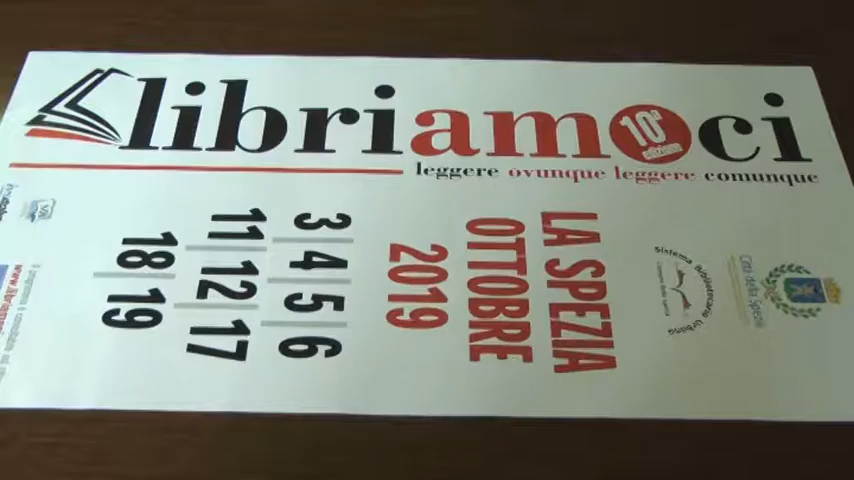 libriamoci
10ª
edizione
leggere ovunque leggere comunque
Città della Spezia
Sistema Bibliotecario Urbano
LA SPEZIA
OTTOBRE
2019
3 4 5 6
11 12 17
18 19